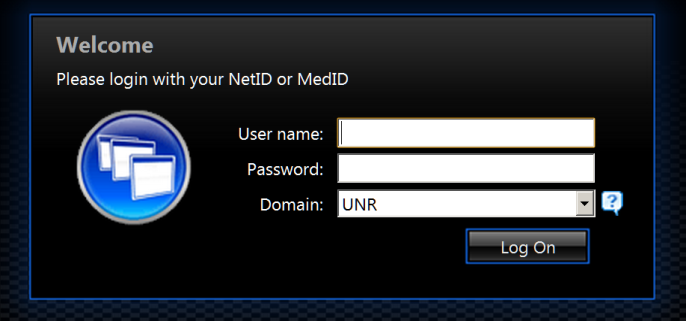 Welcome
Please login with your NetID or MedID
User name:
Password:
Domain: UNR
?
Log On